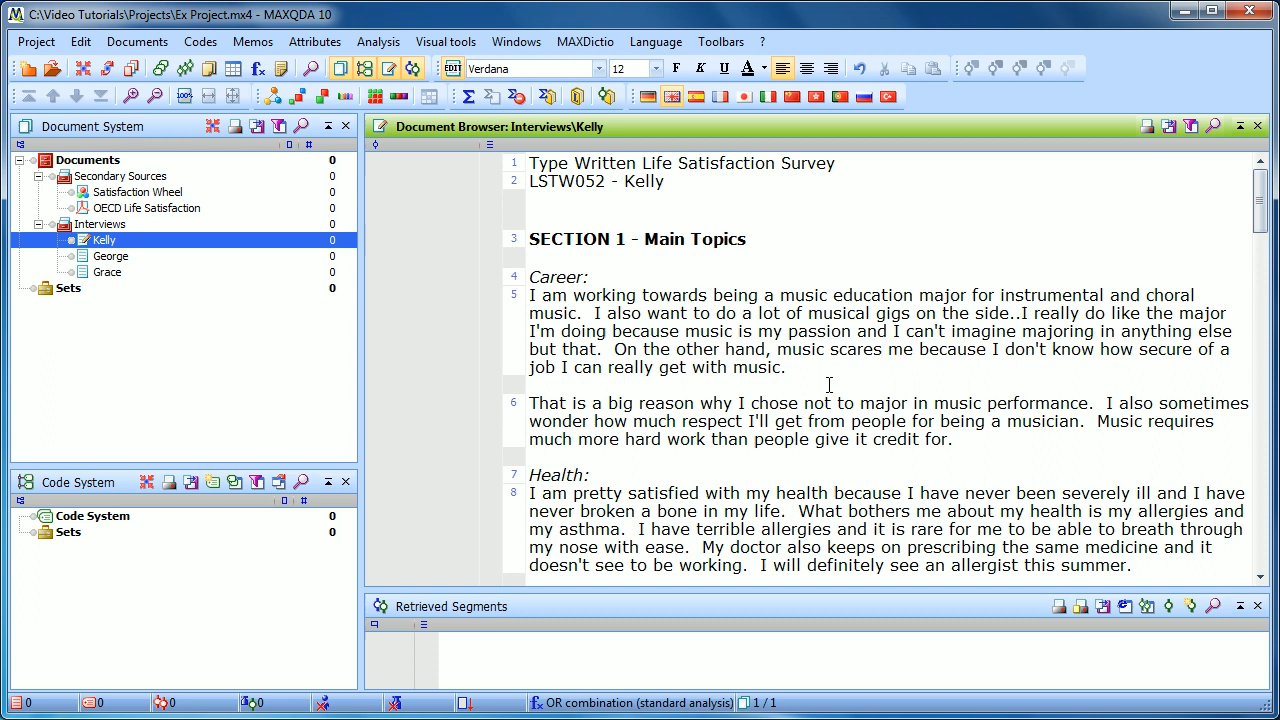 C:\Video Tutorials\Projects\Ex Project.mx4 - MAXQDA 10
Project Edit Documents Codes Memos Attributes Analysis Visual tools Windows MAXDictio Language Toolbars ?
EDIT Verdana 12 F F U A
100%
Document System
Documents 0
Secondary Sources 0
Satisfaction Wheel 0
OECD Life Satisfaction 0
Interviews 0
Kelly 0
George 0
Grace 0
Sets 0
Code System
Code System 0
Sets 0
Document Browser: Interviews\Kelly
1 Type Written Life Satisfaction Survey
2 LSTW052 - Kelly
3 SECTION 1 - Main Topics
4 Career:
5 I am working towards being a music education major for instrumental and choral
music.  I also want to do a lot of musical gigs on the side..I really do like the major
I'm doing because music is my passion and I can't imagine majoring in anything else
but that.  On the other hand, music scares me because I don't know how secure of a
job I can really get with music.
6 That is a big reason why I chose not to major in music performance.  I also sometimes
wonder how much respect I'll get from people for being a musician.  Music requires
much more hard work than people give it credit for.
7 Health:
8 I am pretty satisfied with my health because I have never been severely ill and I have
never broken a bone in my life.  What bothers me about my health is my allergies and
my asthma.  I have terrible allergies and it is rare for me to be able to breath through
my nose with ease.  My doctor also keeps on prescribing the same medicine and it
doesn't see to be working.  I will definitely see an allergist this summer.
Retrieved Segments
0 0 0 0 OR combination (standard analysis) 1 / 1